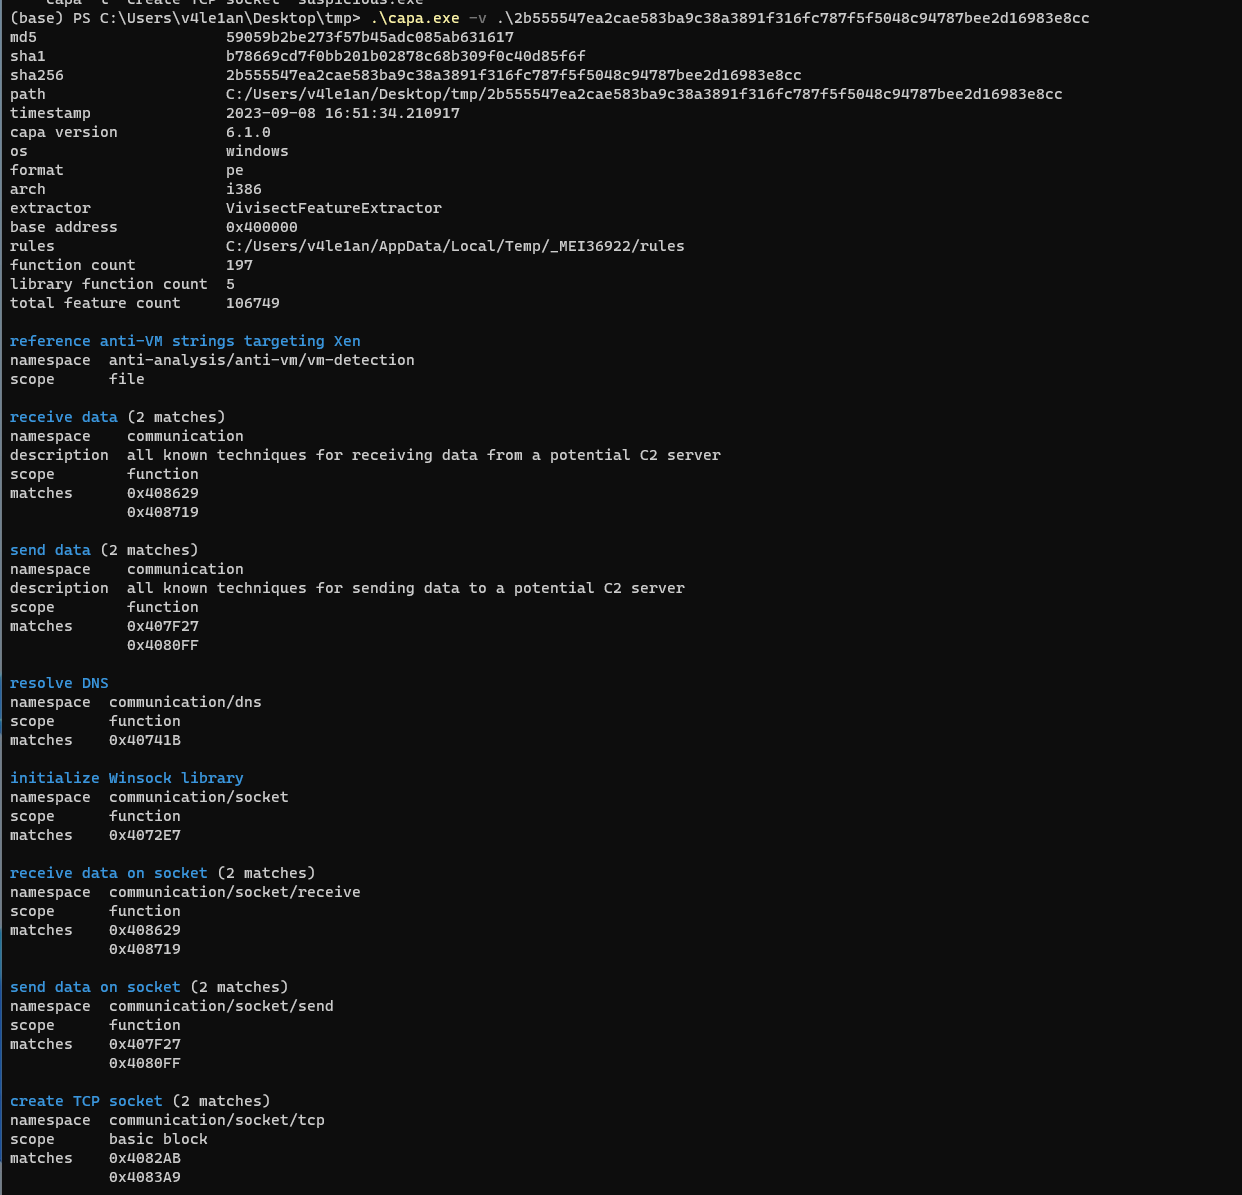 capa -t "create TCP socket" suspicious.exe
(base) PS C:\Users\v4le1an\Desktop\tmp> .\capa.exe -v .\2b555547ea2cae583ba9c38a3891f316fc787f5f5048c94787bee2d16983e8cc
md5                     59059b2be273f57b45adc085ab631617
sha1                    b78669cd7f0bb201b02878c68b309f0c40d85f6f
sha256                  2b555547ea2cae583ba9c38a3891f316fc787f5f5048c94787bee2d16983e8cc
path                    C:/Users/v4le1an/Desktop/tmp/2b555547ea2cae583ba9c38a3891f316fc787f5f5048c94787bee2d16983e8cc
timestamp               2023-09-08 16:51:34.210917
capa version            6.1.0
os                      windows
format                  pe
arch                    i386
extractor               VivisectFeatureExtractor
base address            0x400000
rules                   C:/Users/v4le1an/AppData/Local/Temp/_MEI36922/rules
function count          197
library function count  5
total feature count     106749
reference anti-VM strings targeting Xen
namespace  anti-analysis/anti-vm/vm-detection
scope      file
receive data (2 matches)
namespace    communication
description  all known techniques for receiving data from a potential C2 server
scope        function
matches      0x408629
0x408719
send data (2 matches)
namespace    communication
description  all known techniques for sending data to a potential C2 server
scope        function
matches      0x407F27
0x4080FF
resolve DNS
namespace  communication/dns
scope      function
matches    0x40741B
initialize Winsock library
namespace  communication/socket
scope      function
matches    0x4072E7
receive data on socket (2 matches)
namespace  communication/socket/receive
scope      function
matches    0x408629
0x408719
send data on socket (2 matches)
namespace  communication/socket/send
scope      function
matches    0x407F27
0x4080FF
create TCP socket (2 matches)
namespace  communication/socket/tcp
scope      basic block
matches    0x4082AB
0x4083A9